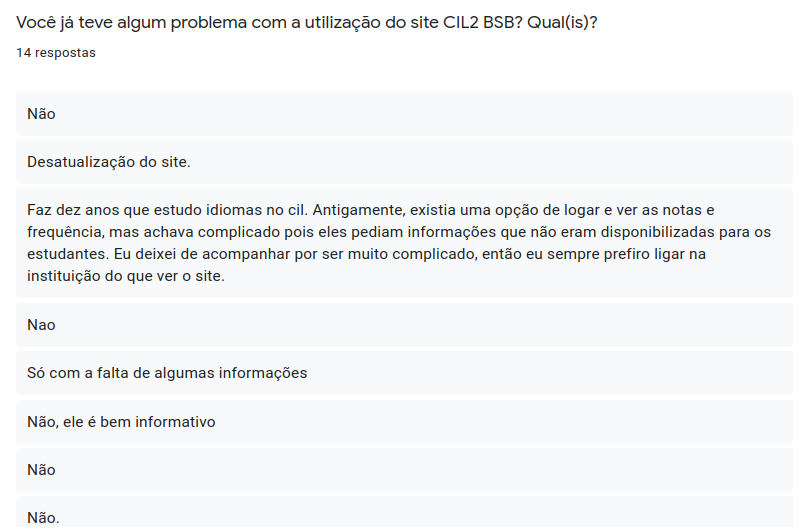 Você já teve algum problema com a utilização do site CIL2 BSB? Qual(is)?
14 respostas
Não
Desatualização do site.
Faz dez anos que estudo idiomas no cil. Antigamente, existia uma opção de logar e ver as notas e
frequência, mas achava complicado pois eles pediam informações que não eram disponibilizadas para os
estudantes. Eu deixei de acompanhar por ser muito complicado, então eu sempre prefiro ligar na
instituição do que ver o site.
Nao
Só com a falta de algumas informações
Não, ele é bem informativo
Não
Não.